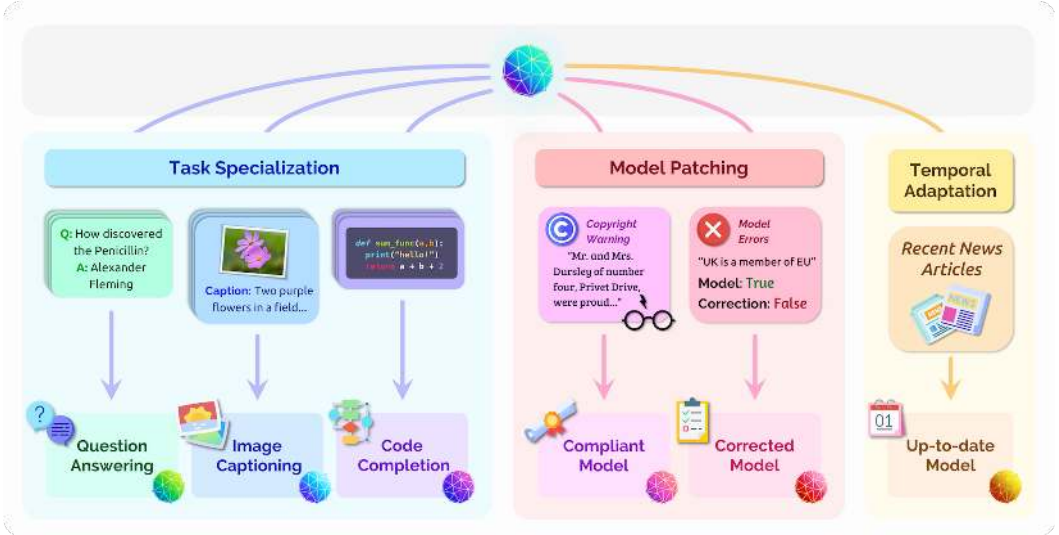 Task Specialization
Q: How discovered
the Penicillin?
A: Alexander
Fleming
Caption: Two purple
flowers in a field...
def sum_func(a,b):
print("hello!")
return a + b + 2
Question
Answering
Image
Captioning
Code
Completion
Model Patching
©
Copyright
Warning
"Mr. and Mrs.
Dursley of number
four, Privet Drive,
were proud..."
Model
Errors
"UK is a member of EU"
Model: True
Correction: False
Compliant
Model
Corrected
Model
Temporal
Adaptation
Recent News
Articles
NEWS
01
Up-to-date
Model